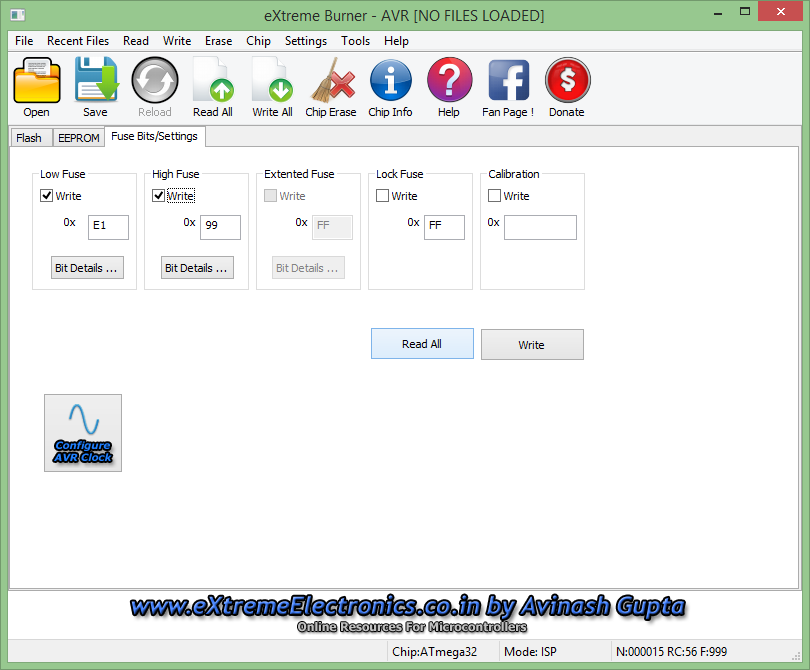 eXtreme Burner - AVR [NO FILES LOADED]
File Recent Files Read Write Erase Chip Settings Tools Help
Open Save Reload Read All Write All Chip Erase Chip Info Help Fan Page ! Donate
Flash EEPROM Fuse Bits/Settings
Low Fuse High Fuse Extented Fuse Lock Fuse Calibration
Write Write Write Write Write
0x E1 0x 99 0x FF 0x FF 0x
Bit Details ... Bit Details ... Bit Details ...
Read All Write
Configure
AVR Clock
www.eXtremeElectronics.co.in by Avinash Gupta
Online Resources For Microcontrollers
Chip:ATmega32 Mode: ISP N:000015 RC:56 F:999